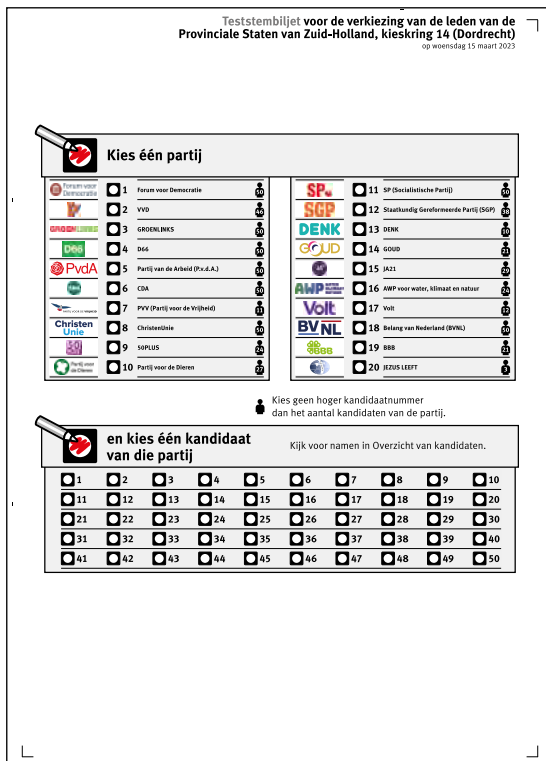 Teststembiljet voor de verkiezing van de leden van de
Provinciale Staten van Zuid-Holland, kieskring 14 (Dordrecht)
op woensdag 15 maart 2023
Kies één partij
Forum voor Democratie 1 Forum voor Democratie 50
2 VVD 46
GROENLINKS 3 GROENLINKS 50
D66 4 D66 50
PvdA 5 Partij van de Arbeid (P.v.d.A.) 50
6 CDA 50
7 PVV (Partij voor de Vrijheid) 11
Christen Unie 8 ChristenUnie 50
50 9 50PLUS 24
Partij voor de Dieren 10 Partij voor de Dieren 27
SP. 11 SP (Socialistische Partij) 50
SGP 12 Staatkundig Gereformeerde Partij (SGP) 38
DENK 13 DENK 10
GOUD 14 GOUD 21
15 JA21 29
AWP 16 AWP voor water, klimaat en natuur 24
Volt 17 Volt 12
BVNL 18 Belang van Nederland (BVNL) 50
BBB 19 BBB 21
20 JEZUS LEEFT 3
Kies geen hoger kandidaatnummer
dan het aantal kandidaten van de partij.
en kies één kandidaat
van die partij
Kijk voor namen in Overzicht van kandidaten.
1 2 3 4 5 6 7 8 9 10
11 12 13 14 15 16 17 18 19 20
21 22 23 24 25 26 27 28 29 30
31 32 33 34 35 36 37 38 39 40
41 42 43 44 45 46 47 48 49 50